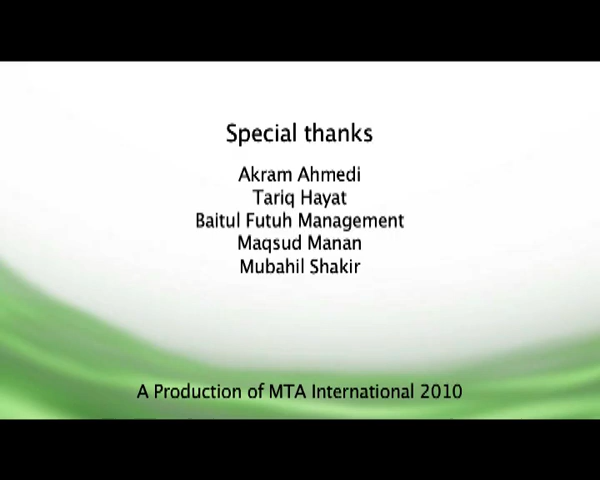 Special thanks
Akram Ahmedi
Tariq Hayat
Baitul Futuh Management
Maqsud Manan
Mubahil Shakir
A Production of MTA International 2010